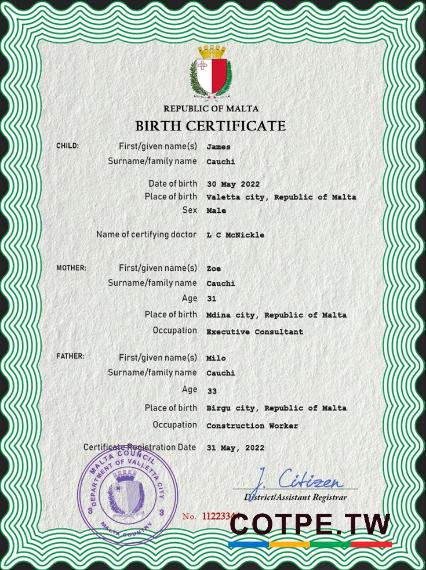 REPUBLIC OF MALTA
BIRTH CERTIFICATE
CHILD: First/given name(s) James
Surname/family name Cauchi
Date of birth 30 May 2022
Place of birth Valetta city, Republic of Malta
Sex Male
Name of certifying doctor L C McNickle
MOTHER: First/given name(s) Zoe
Surname/family name Cauchi
Age 31
Place of birth Mdina city, Republic of Malta
Occupation Executive Consultant
FATHER: First/given name(s) Milo
Surname/family name Cauchi
Age 33
Place of birth Birgu city, Republic of Malta
Occupation Construction Worker
Certificate Registration Date 31 May, 2022
MALTA COUNCIL
DEPARTMENT OF VALLETTA CITY
3 3
MALTA COUNTRY
J. Citizen
District/Assistant Registrar
No. 112233
COTPE.TW